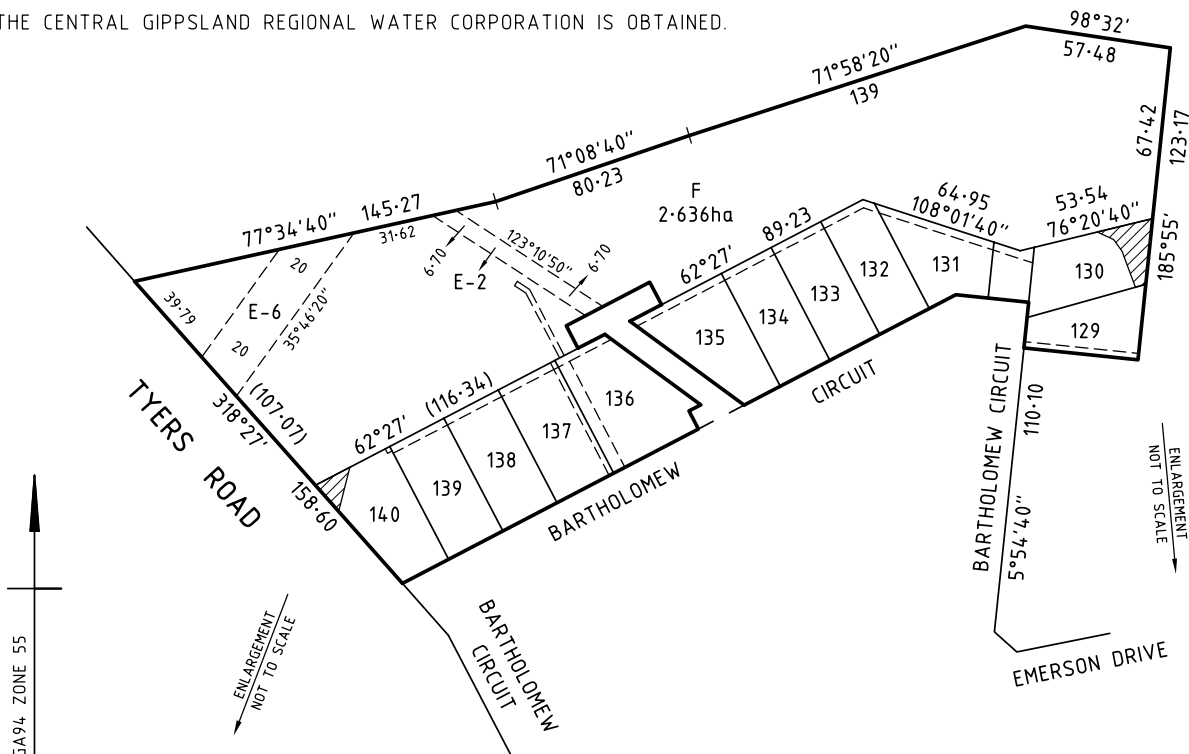 THE CENTRAL GIPPSLAND REGIONAL WATER CORPORATION IS OBTAINED.
98°32'
57·48
71°58'20"
139
67·42
123·17
71°08'40"
80·23
F
2·636ha
145·27
77°34'40"
31·62
64·95
108°01'40"
53·54
76°20'40"
185°55'
123°10'50"
6·70
6·70
E-2
89·23
62°27'
20
E-6
20
35°46'20"
39·79
132
131
130
133
134
135
129
136
137
138
139
140
TYERS ROAD
(107·07)
318°27'
158·60
62°27'
(116·34)
BARTHOLOMEW
CIRCUIT
BARTHOLOMEW CIRCUIT
110·10
5°54'40"
ENLARGEMENT
NOT TO SCALE
ENLARGEMENT
NOT TO SCALE
BARTHOLOMEW
CIRCUIT
EMERSON DRIVE
GA94 ZONE 55